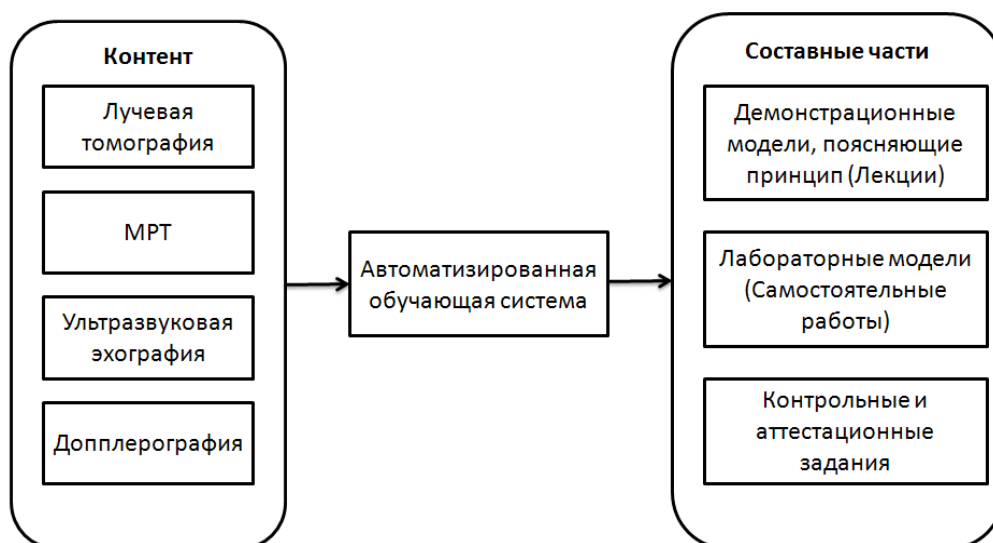 Контент
Лучевая
томография
МРТ
Ультразвуковая
эхография
Допплерография
Автоматизированная
обучающая система
Составные части
Демонстрационные
модели, поясняющие
принцип (Лекции)
Лабораторные модели
(Самостоятельные
работы)
Контрольные и
аттестационные
задания